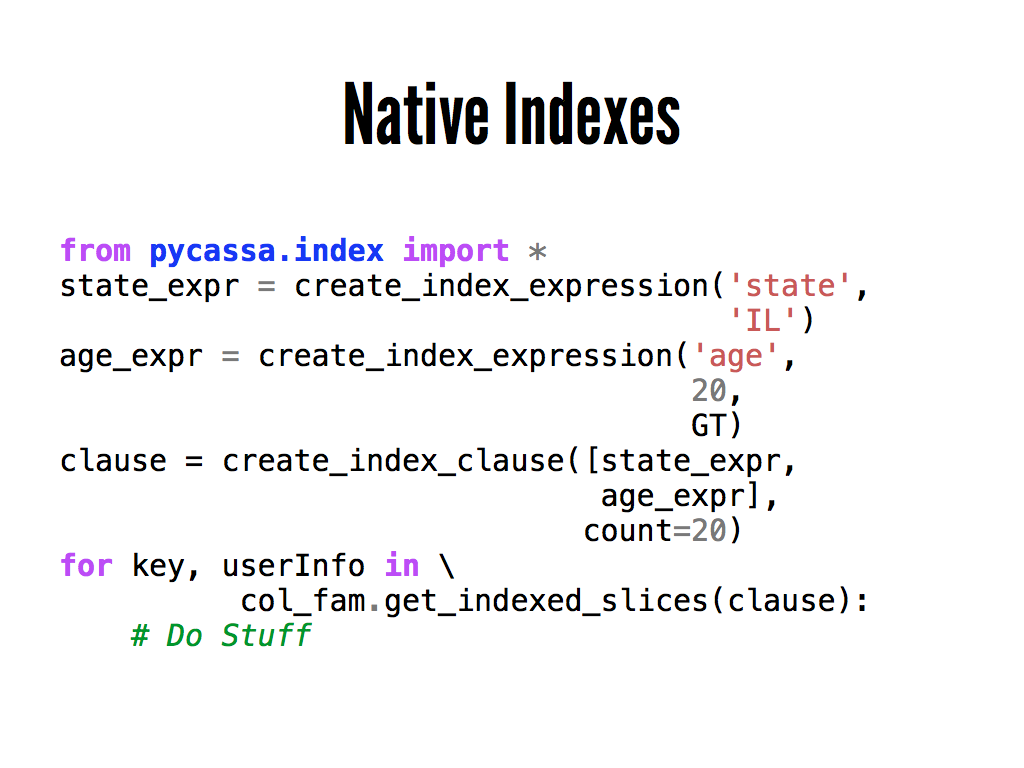 Native Indexes
from pycassa.index import *
state_expr = create_index_expression('state',
                                     'IL')
age_expr = create_index_expression('age',
                                   20,
                                   GT)
clause = create_index_clause([state_expr,
                              age_expr],
                             count=20)
for key, userInfo in \
          col_fam.get_indexed_slices(clause):
    # Do Stuff